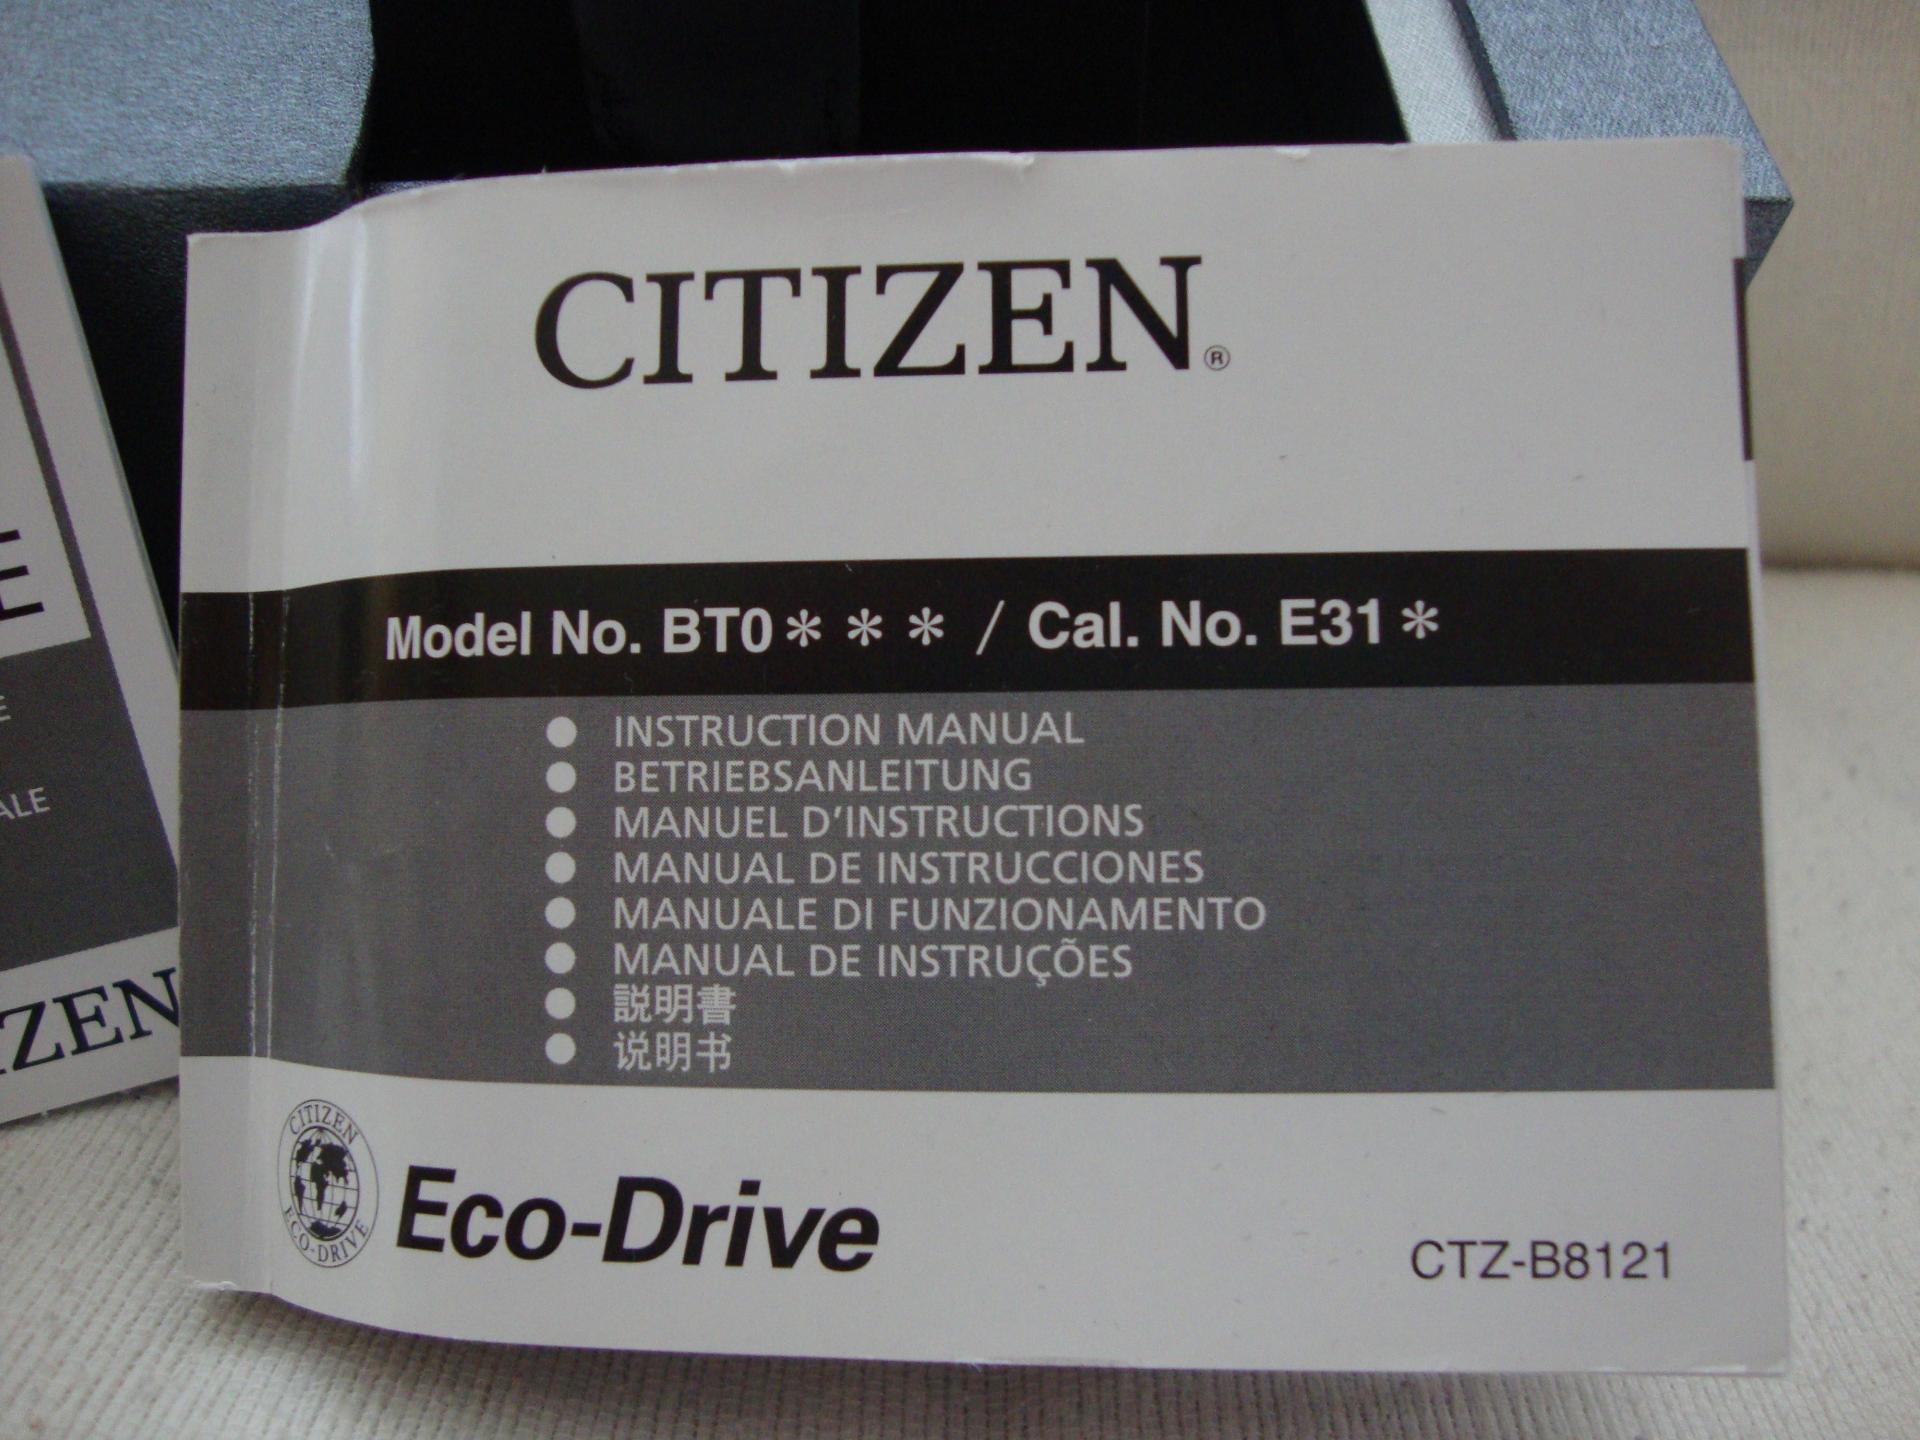 CITIZEN®
Model No. BT0＊＊＊ / Cal. No. E31＊
● INSTRUCTION MANUAL
● BETRIEBSANLEITUNG
● MANUEL D'INSTRUCTIONS
● MANUAL DE INSTRUCCIONES
● MANUALE DI FUNZIONAMENTO
● MANUAL DE INSTRUÇÕES
● 説明書
● 说明书
CITIZEN
ECO-DRIVE
Eco-Drive
CTZ-B8121
E
E
ALE
IZEN